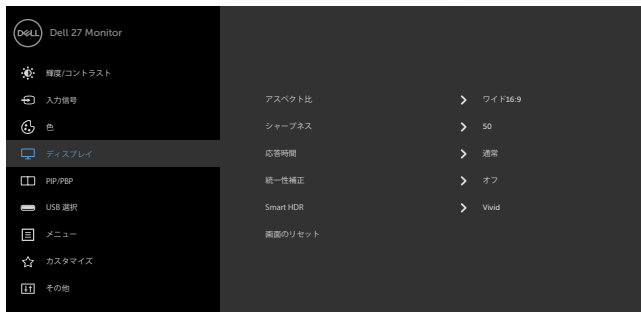 DELL Dell 27 Monitor
輝度/コントラスト
入力信号
アスペクト比 ワイド16:9
色
シャープネス 50
ディスプレイ
応答時間 通常
PIP/PBP
統一性補正 オフ
USB 選択
Smart HDR Vivid
メニュー
画面のリセット
カスタマイズ
その他